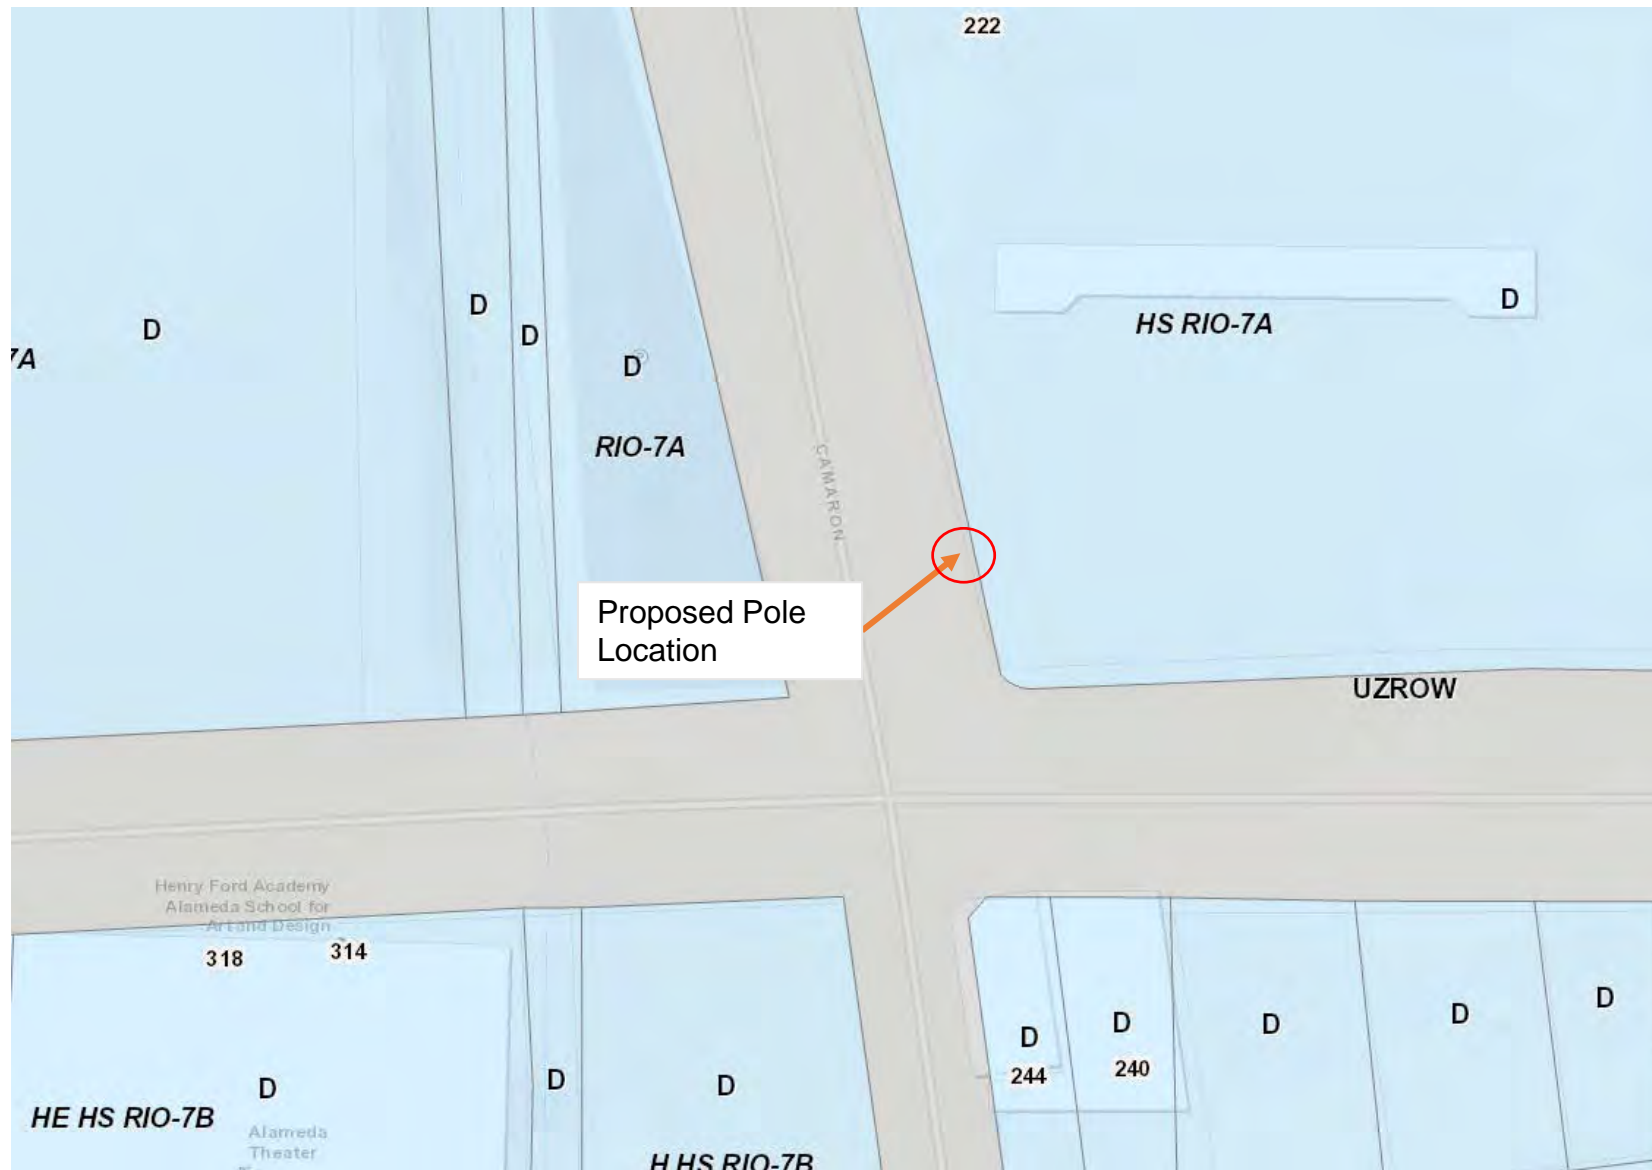 222
D
D
D
D
7A
D
HS RIO-7A
RIO-7A
CAMARON
Proposed Pole
Location
UZROW
Henry Ford Academy
Alameda School for
Art and Design
318
314
D
D
D
D
D
D
D
D
244
240
HE HS RIO-7B
Alameda
Theater
H HS RIO-7B